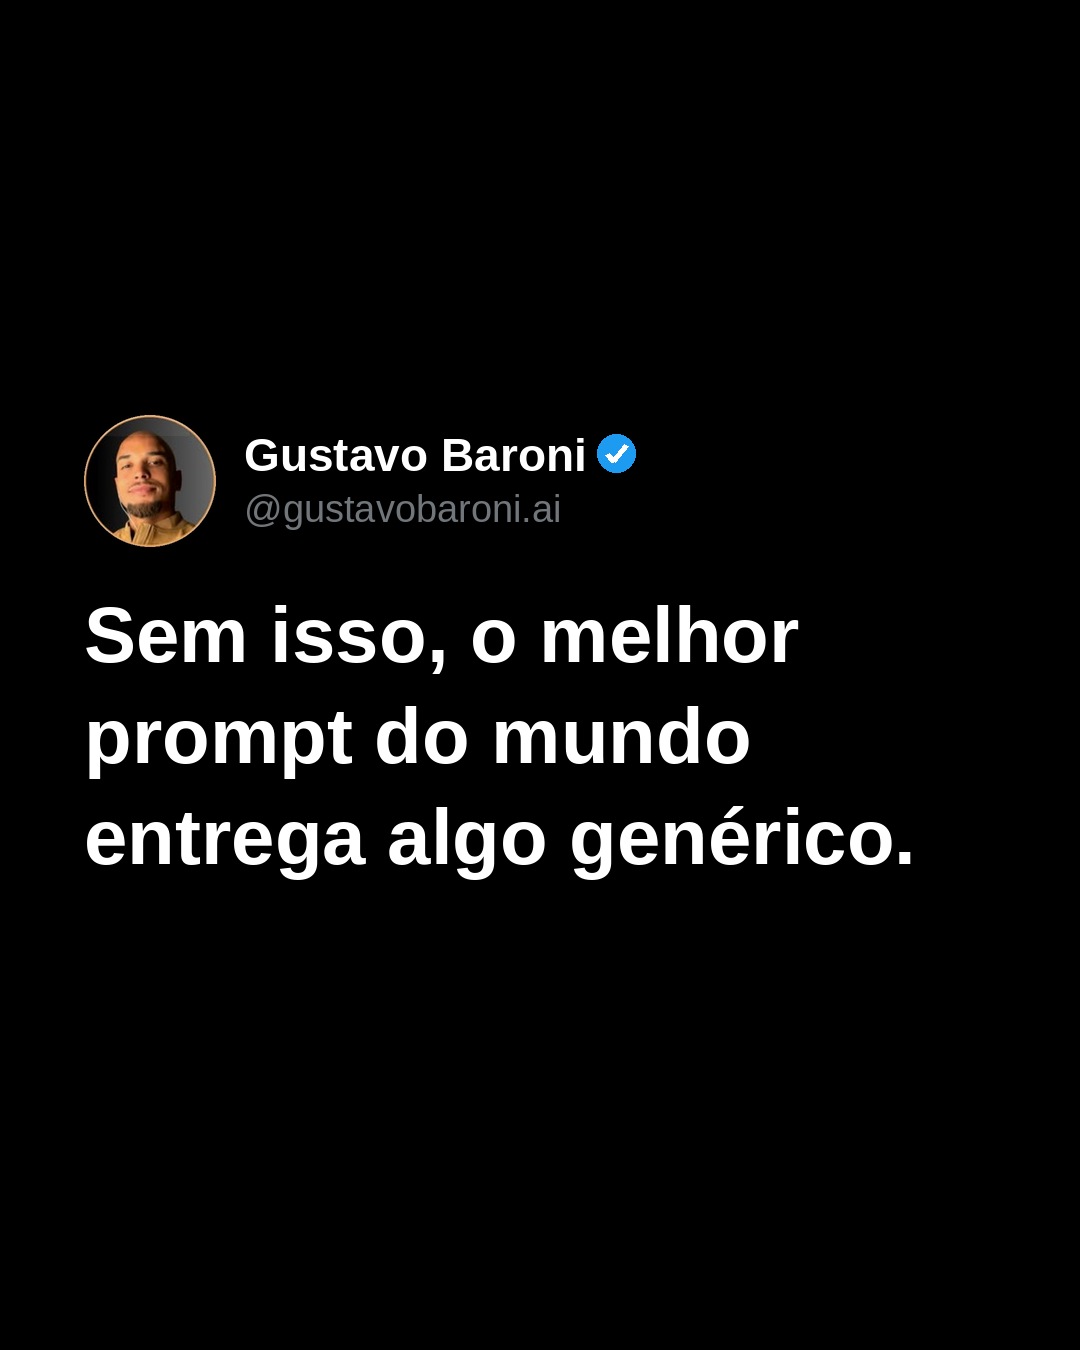 Gustavo Baroni
@gustavobaroni.ai
Sem isso, o melhor
prompt do mundo
entrega algo genérico.